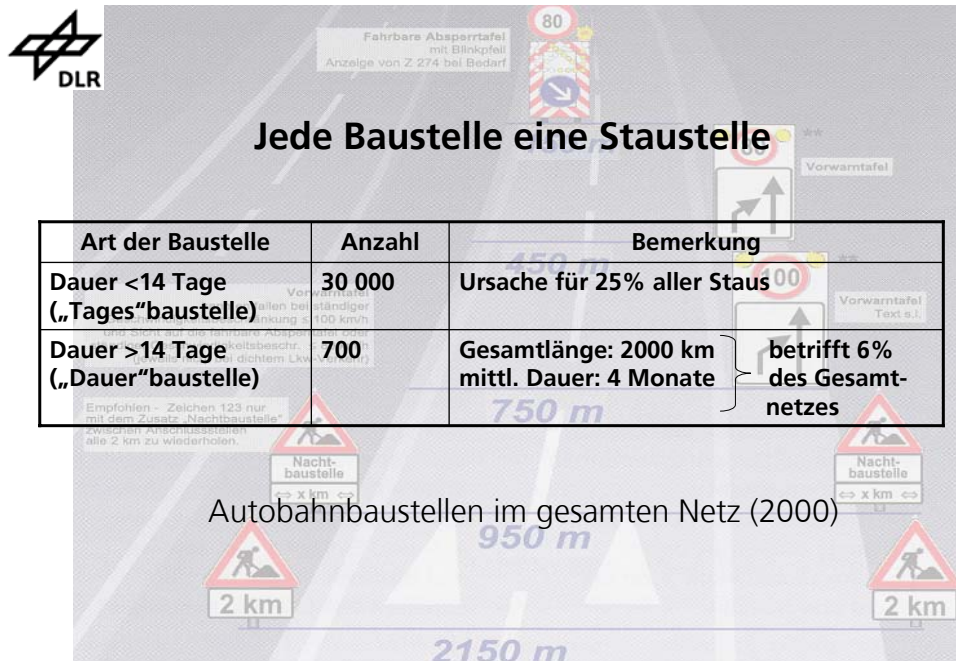 DLR
80
Fahrbare Absperrtafel
mit Blinkpfeil
Anzeige von Z 274 bei Bedarf
Jede Baustelle eine Staustelle
**
Vorwarntafel
Art der Baustelle Anzahl Bemerkung
450 m
Dauer <14 Tage 30 000 Ursache für 25% aller Staus
(„Tages“baustelle)
100
Vorwarntafel
Text s.l.
Dauer >14 Tage 700 Gesamtlänge: 2000 km betrifft 6%
(„Dauer“baustelle) mittl. Dauer: 4 Monate des Gesamt-
netzes
750 m
Empfohlen - Zeichen 123 nur
mit dem Zusatz „Nachtbaustelle“
zwischen Anschlussstellen
alle 2 km zu wiederholen.
Nacht-
baustelle
⇔ x km ⇔
Nacht-
baustelle
⇔ x km ⇔
Autobahnbaustellen im gesamten Netz (2000)
950 m
2 km
2 km
2150 m